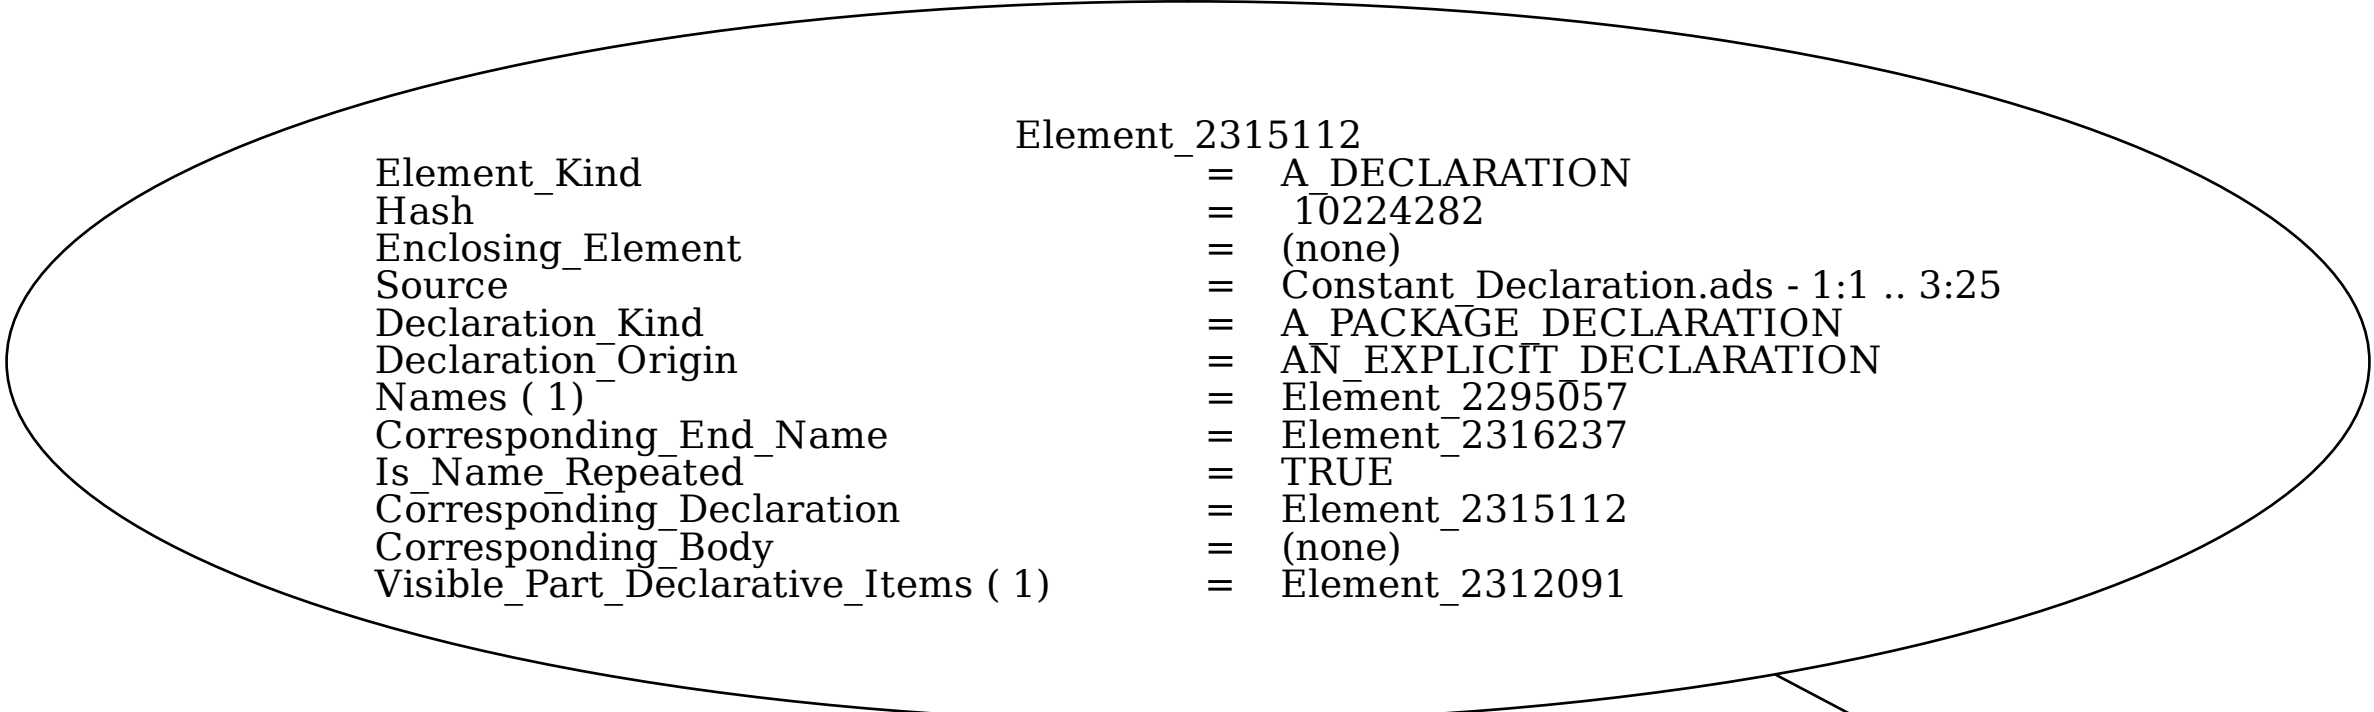 Element_2315112
Element_Kind = A_DECLARATION
Hash = 10224282
Enclosing_Element = (none)
Source = Constant_Declaration.ads - 1:1 .. 3:25
Declaration_Kind = A_PACKAGE_DECLARATION
Declaration_Origin = AN_EXPLICIT_DECLARATION
Names ( 1) = Element_2295057
Corresponding_End_Name = Element_2316237
Is_Name_Repeated = TRUE
Corresponding_Declaration = Element_2315112
Corresponding_Body = (none)
Visible_Part_Declarative_Items ( 1) = Element_2312091